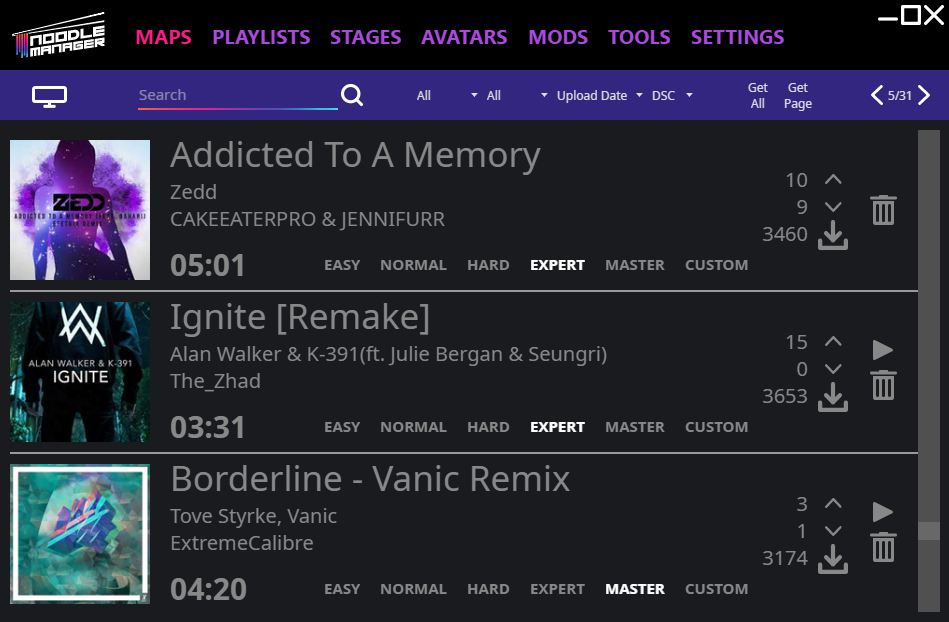 NOODLE
MANAGER
MAPS PLAYLISTS STAGES AVATARS MODS TOOLS SETTINGS
Search All All Upload Date DSC Get All Get Page 5/31
ZEDD
Addicted To A Memory
Zedd
CAKEEATERPRO & JENNIFURR
10
9
3460
05:01 EASY NORMAL HARD EXPERT MASTER CUSTOM
ALAN WALKER & K-391
IGNITE
Ignite [Remake]
Alan Walker & K-391(ft. Julie Bergan & Seungri)
The_Zhad
15
0
3653
03:31 EASY NORMAL HARD EXPERT MASTER CUSTOM
Borderline - Vanic Remix
Tove Styrke, Vanic
ExtremeCalibre
3
1
3174
04:20 EASY NORMAL HARD EXPERT MASTER CUSTOM